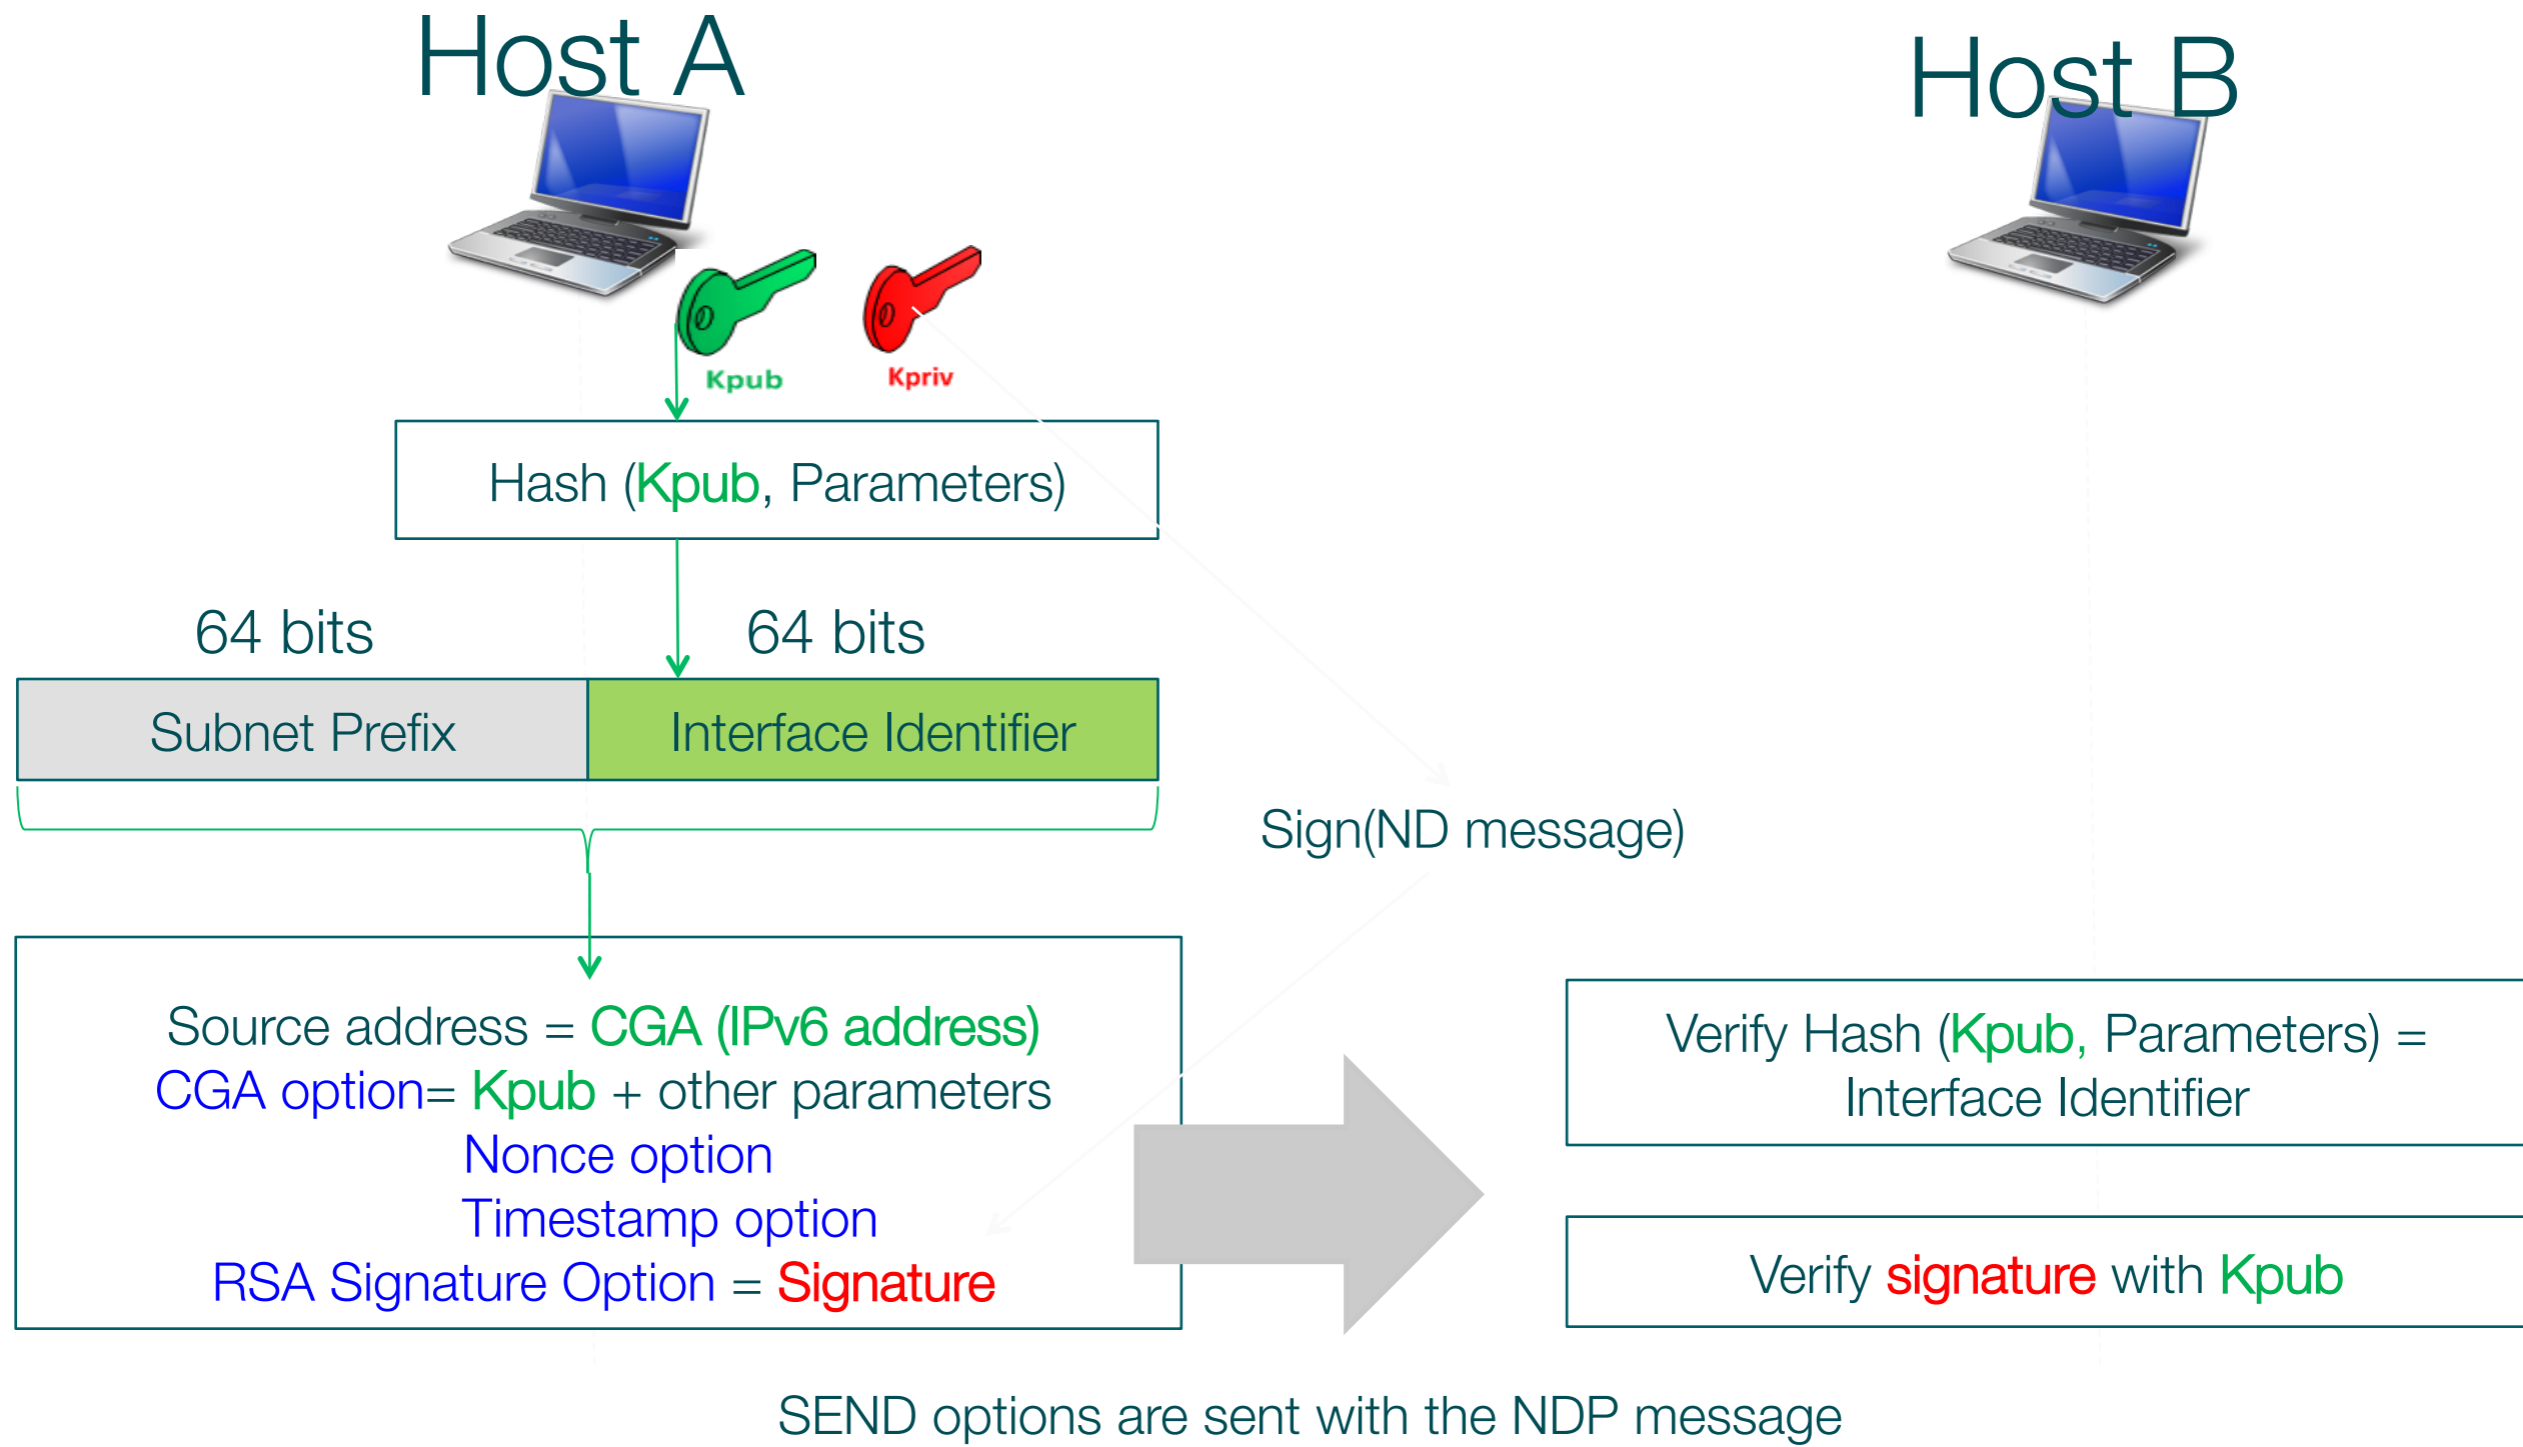 Host A
Host B
Kpub
Kpriv
Hash (Kpub, Parameters)
64 bits
64 bits
Subnet Prefix
Interface Identifier
Sign(ND message)
Source address = CGA (IPv6 address)
CGA option= Kpub + other parameters
Nonce option
Timestamp option
RSA Signature Option = Signature
Verify Hash (Kpub, Parameters) =
Interface Identifier
Verify signature with Kpub
SEND options are sent with the NDP message